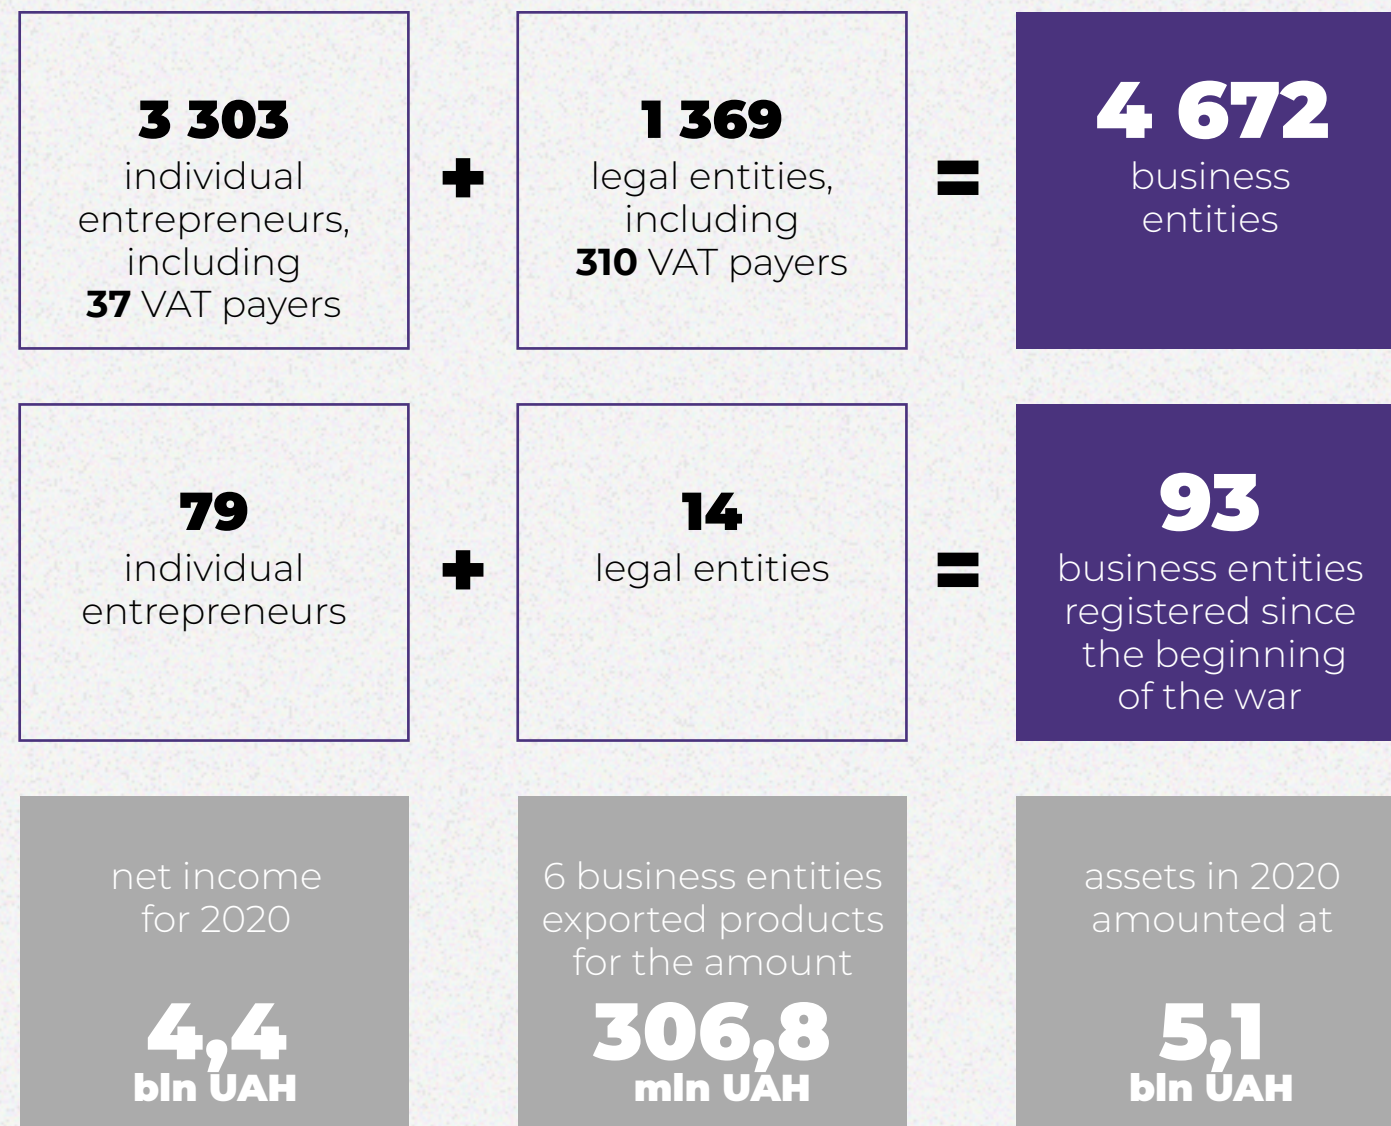 3 303
individual
entrepreneurs,
including
37 VAT payers
+
1 369
legal entities,
including
310 VAT payers
=
4 672
business
entities
79
individual
entrepreneurs
+
14
legal entities
=
93
business entities
registered since
the beginning
of the war
net income
for 2020
4,4
bln UAH
6 business entities
exported products
for the amount
306,8
mln UAH
assets in 2020
amounted at
5,1
bln UAH